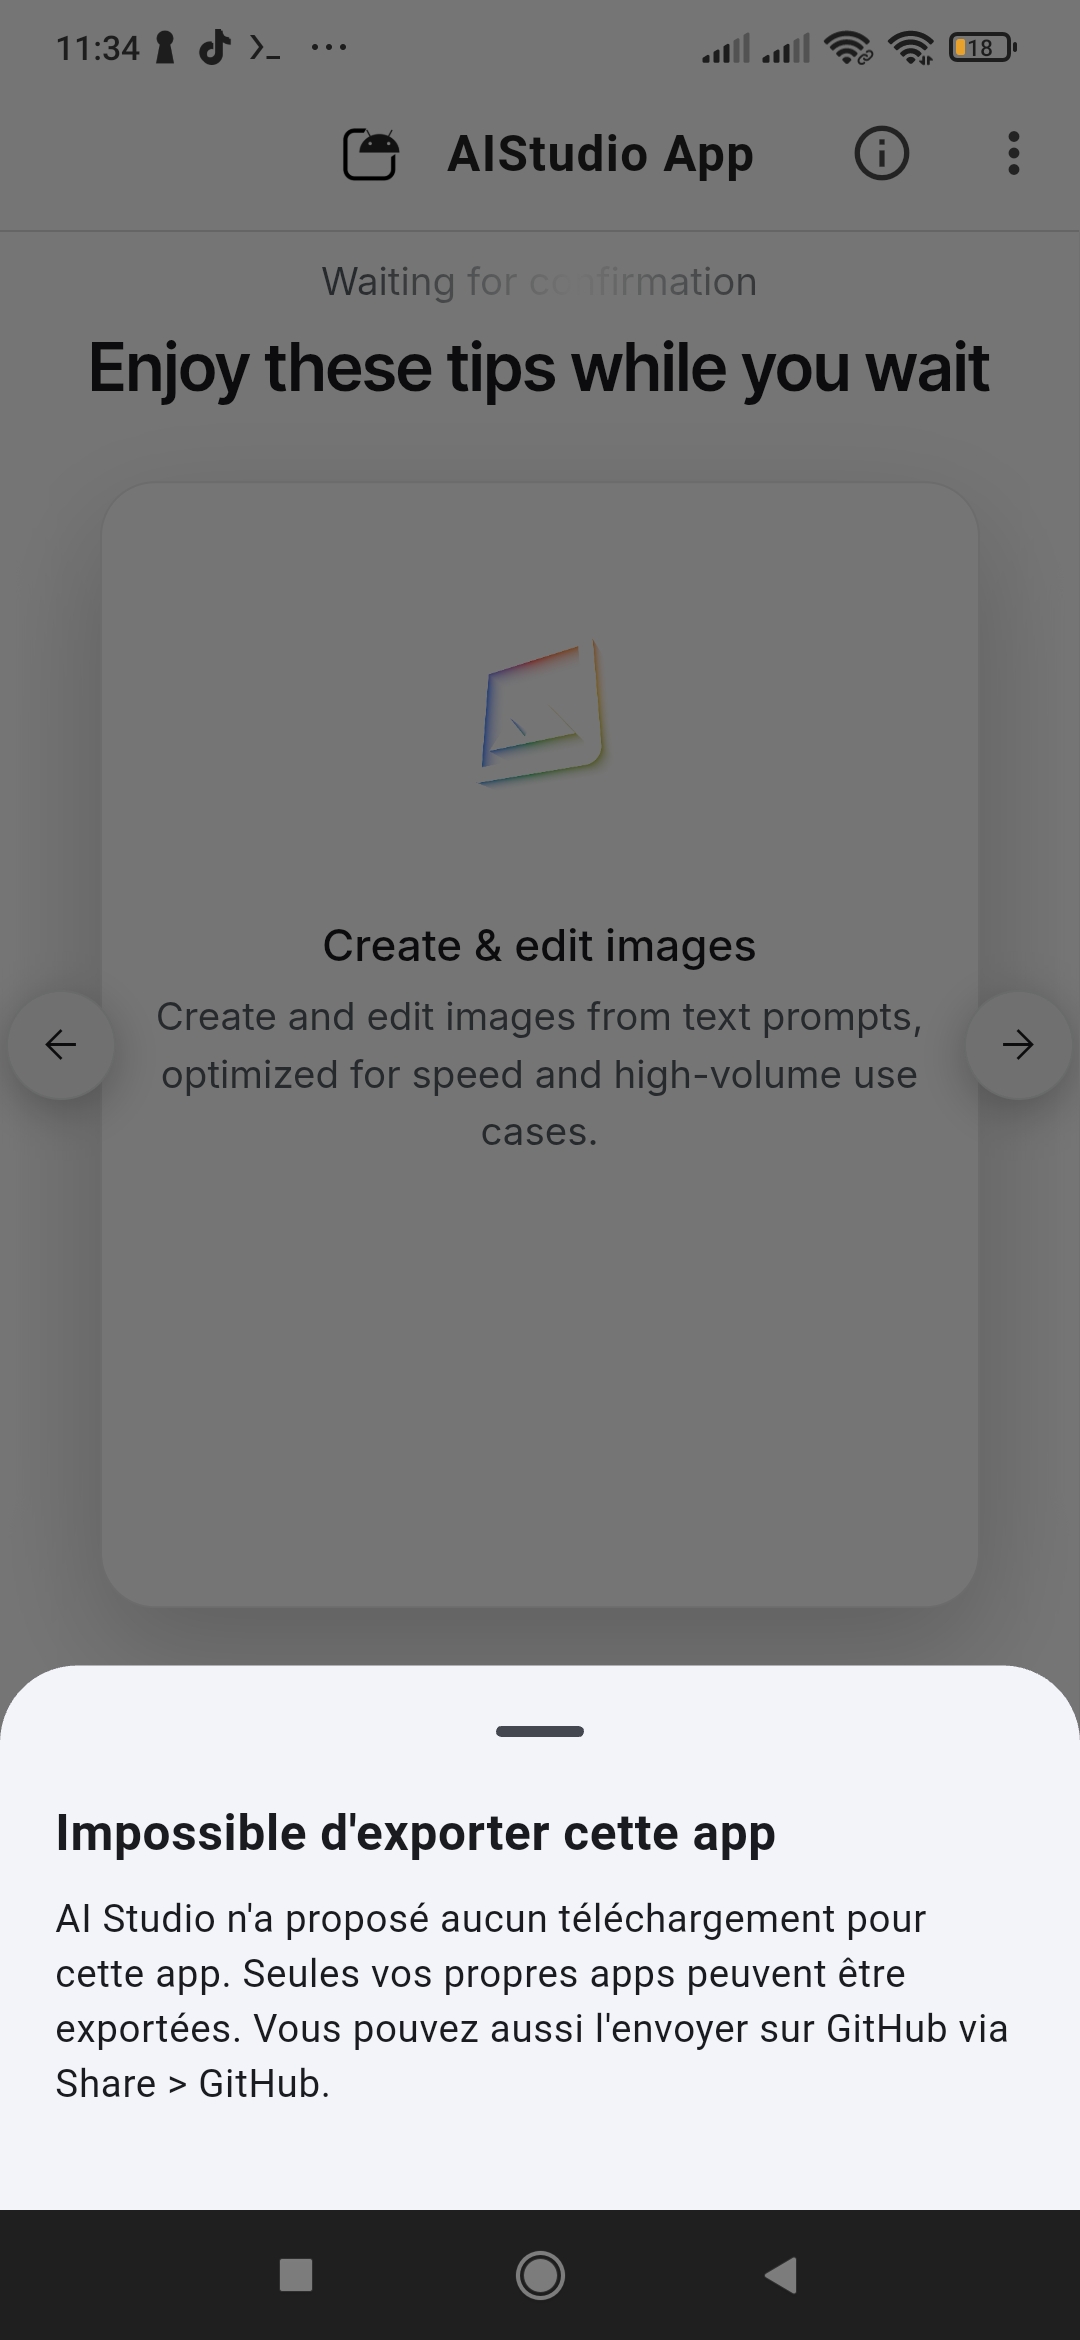 11:34
18
AIStudio App
Waiting for confirmation
Enjoy these tips while you wait
Create & edit images
Create and edit images from text prompts,
optimized for speed and high-volume use
cases.
Impossible d'exporter cette app
AI Studio n'a proposé aucun téléchargement pour
cette app. Seules vos propres apps peuvent être
exportées. Vous pouvez aussi l'envoyer sur GitHub via
Share > GitHub.